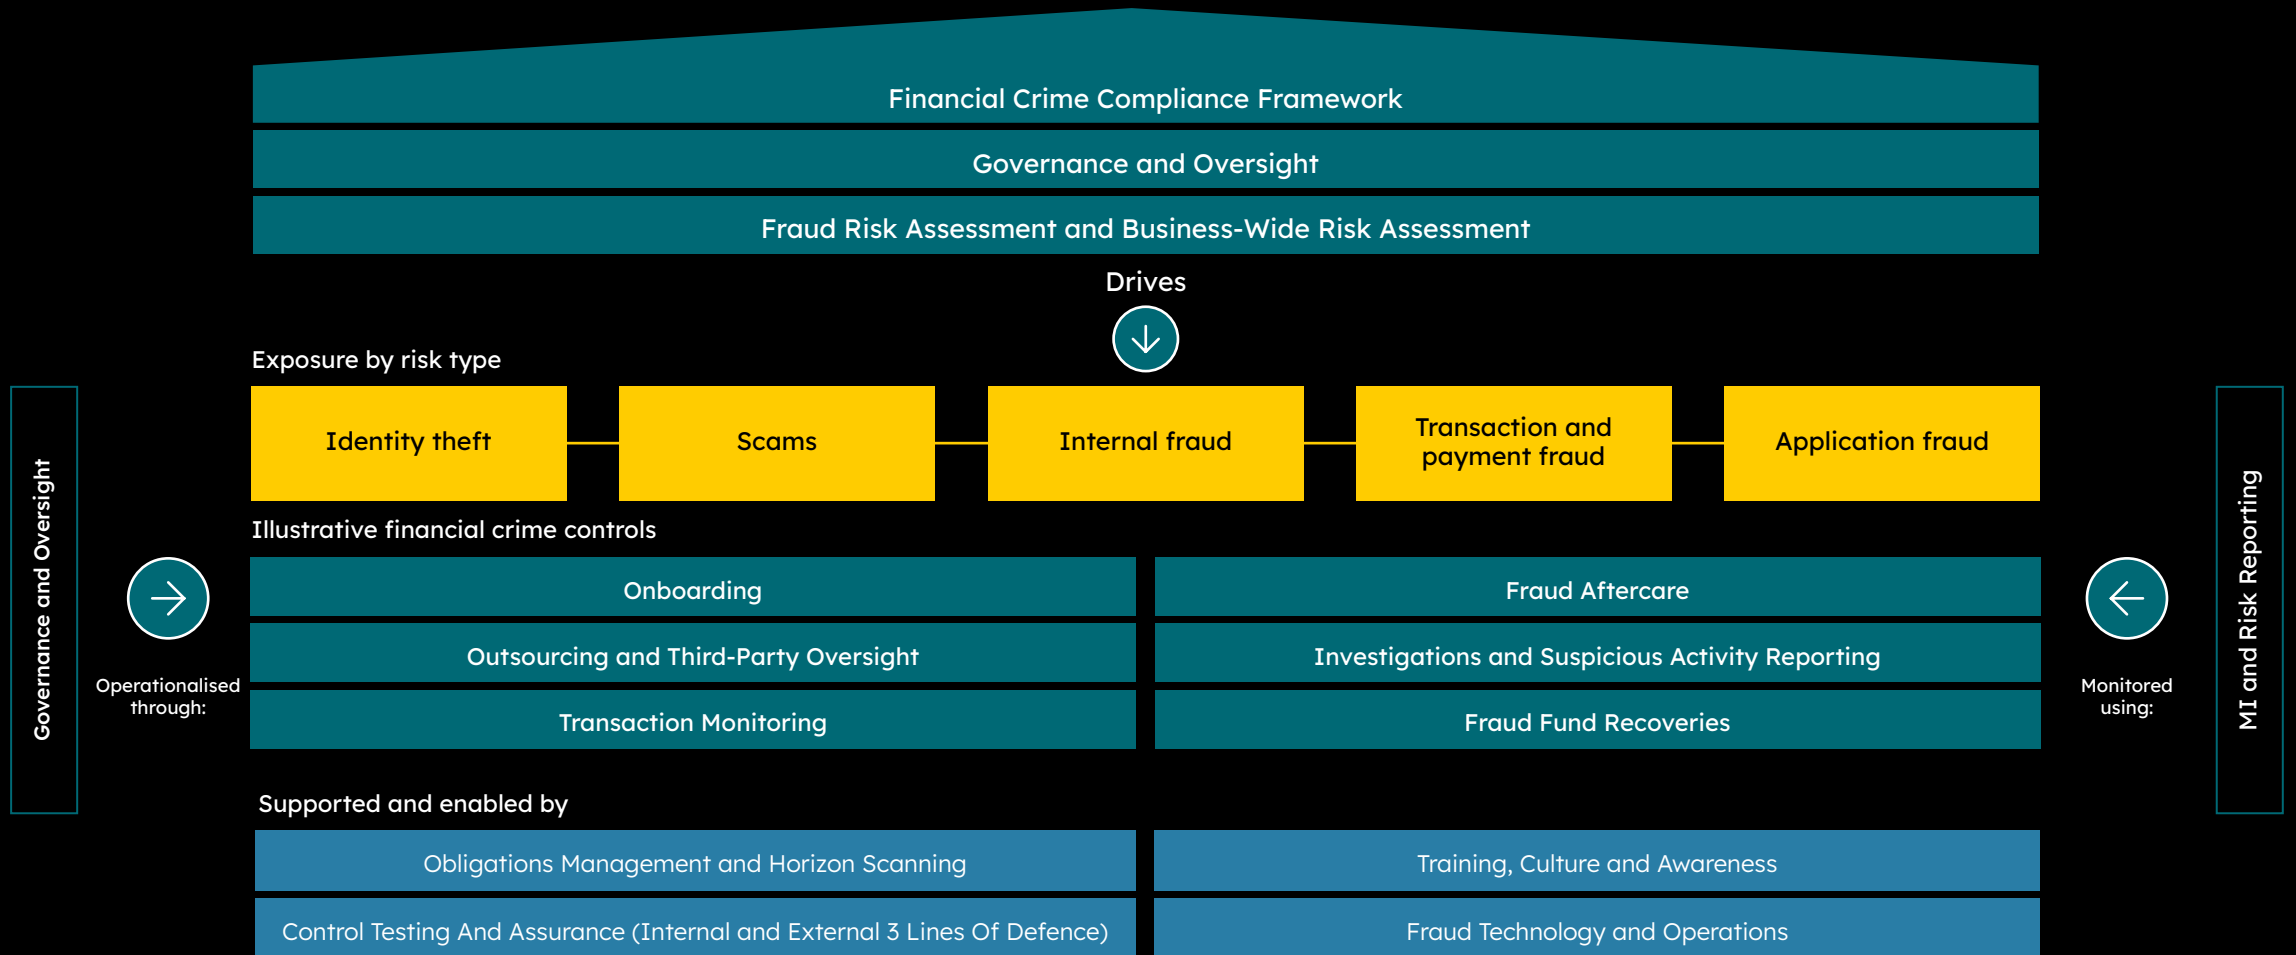 Financial Crime Compliance Framework
Governance and Oversight
Fraud Risk Assessment and Business-Wide Risk Assessment
Drives
Exposure by risk type
Identity theft
Scams
Internal fraud
Transaction and
payment fraud
Application fraud
Illustrative financial crime controls
Onboarding
Fraud Aftercare
Outsourcing and Third-Party Oversight
Investigations and Suspicious Activity Reporting
Transaction Monitoring
Fraud Fund Recoveries
Governance and Oversight
Operationalised
through:
Monitored
using:
MI and Risk Reporting
Supported and enabled by
Obligations Management and Horizon Scanning
Training, Culture and Awareness
Control Testing And Assurance (Internal and External 3 Lines Of Defence)
Fraud Technology and Operations